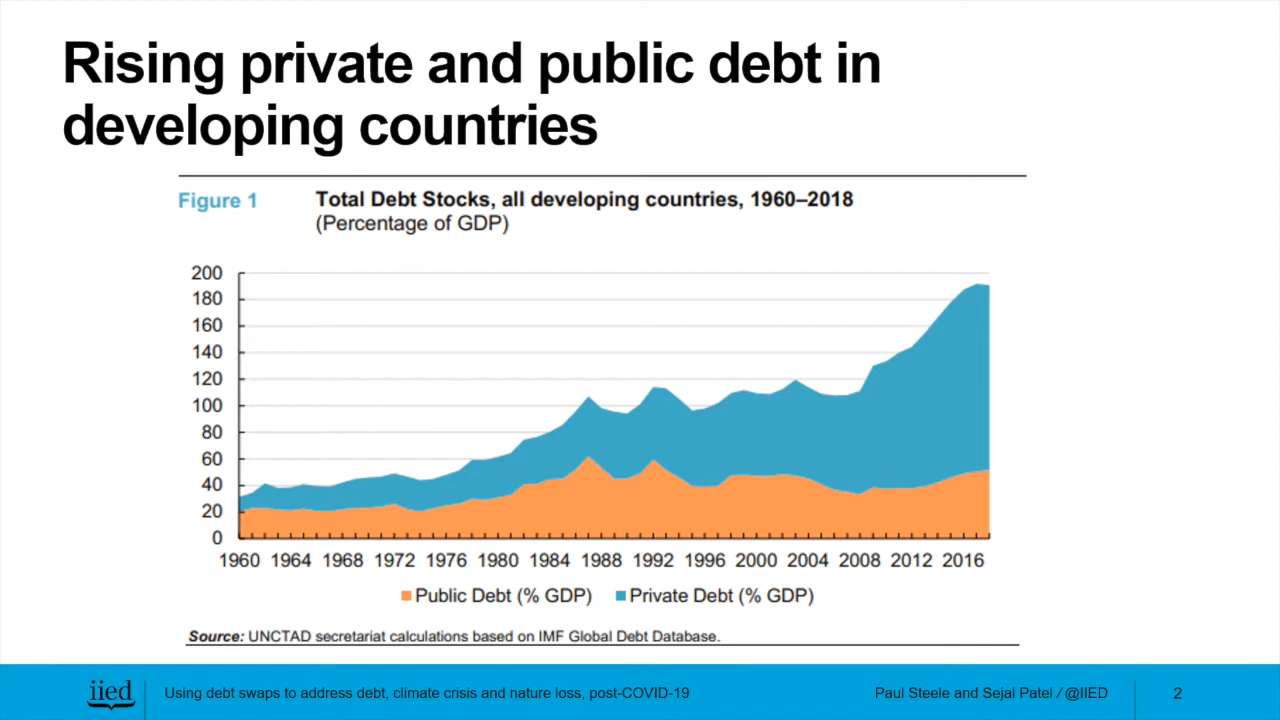 Rising private and public debt in
developing countries
Figure 1
Total Debt Stocks, all developing countries, 1960–2018
(Percentage of GDP)
200
180
160
140
120
100
80
60
40
20
0
1960 1964 1968 1972 1976 1980 1984 1988 1992 1996 2000 2004 2008 2012 2016
Public Debt (% GDP) Private Debt (% GDP)
Source: UNCTAD secretariat calculations based on IMF Global Debt Database.
iied
Using debt swaps to address debt, climate crisis and nature loss, post-COVID-19
Paul Steele and Sejal Patel / @IIED
2